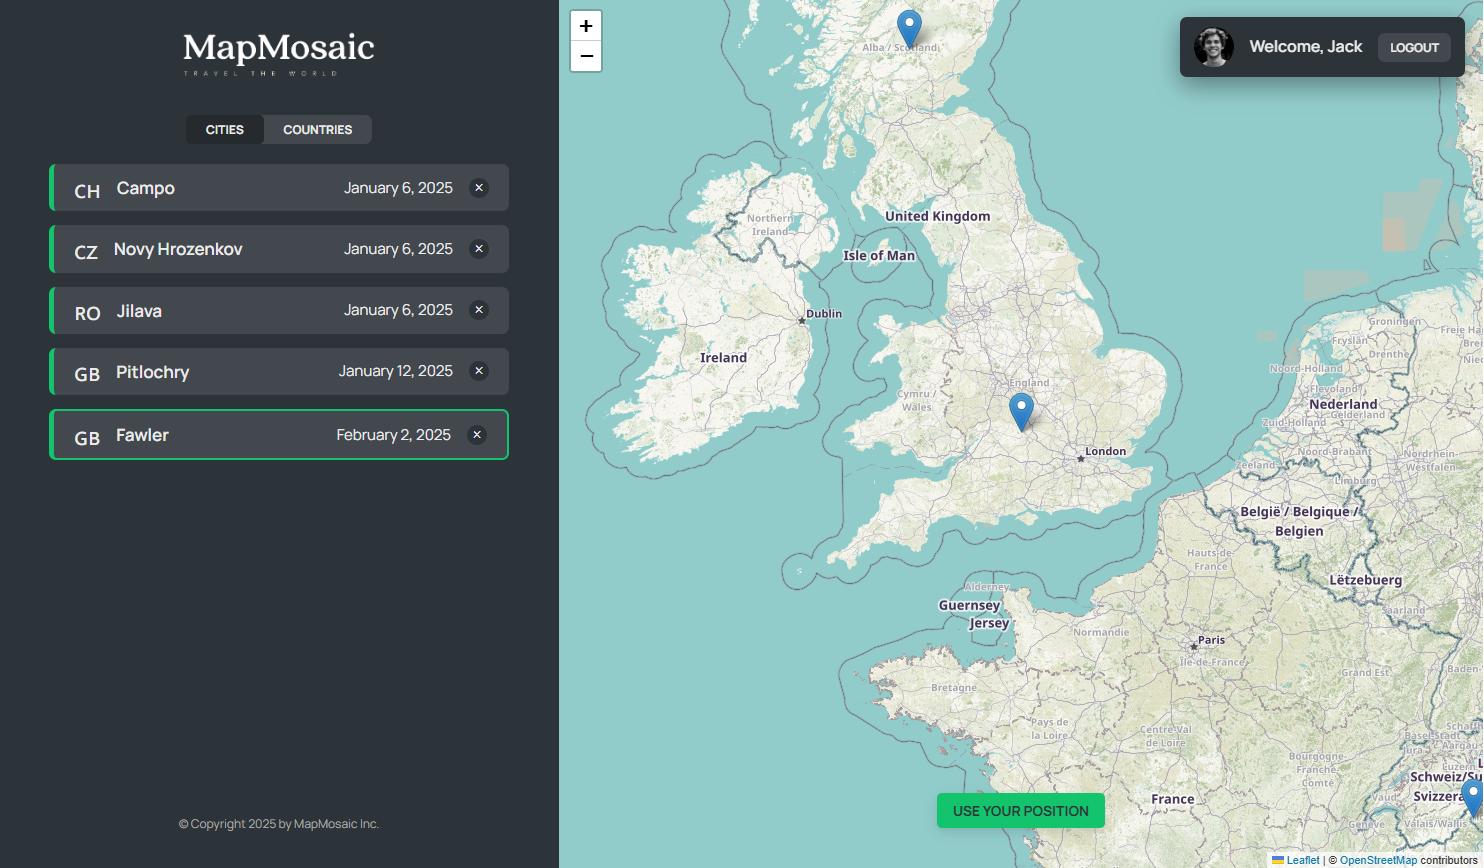 MapMosaic
TRAVEL THE WORLD
CITIES
COUNTRIES
CH
Campo
January 6, 2025
×
CZ
Novy Hrozenkov
January 6, 2025
×
RO
Jilava
January 6, 2025
×
GB
Pitlochry
January 12, 2025
×
GB
Fawler
February 2, 2025
×
© Copyright 2025 by MapMosaic Inc.
+
−
Welcome, Jack
LOGOUT
Alba / Scotland
United Kingdom
Northern
Ireland
Isle of Man
Dublin
Ireland
England
Cymru /
Wales
London
Groningen
Fryslân
Drenthe
Noord-Holland
Flevoland
Nederland
Gelderland
Zuid-Holland
Noord-Brabant
Nordrhein-
Westfalen
Zeeland
Limburg
België / Belgique /
Belgien
Hauts-de-
France
Lëtzebuerg
Saarland
Alderney
Guernsey
Jersey
Normandie
Paris
Île-de-France
Grand Est
Bretagne
Pays de
la Loire
Centre-Val
de Loire
Bourgogne-
Franche-
Comté
Basel-Stadt
Jura
Luzern
Vaud
Genève
Valais/Wallis
France
USE YOUR POSITION
Leaflet | © OpenStreetMap contributors